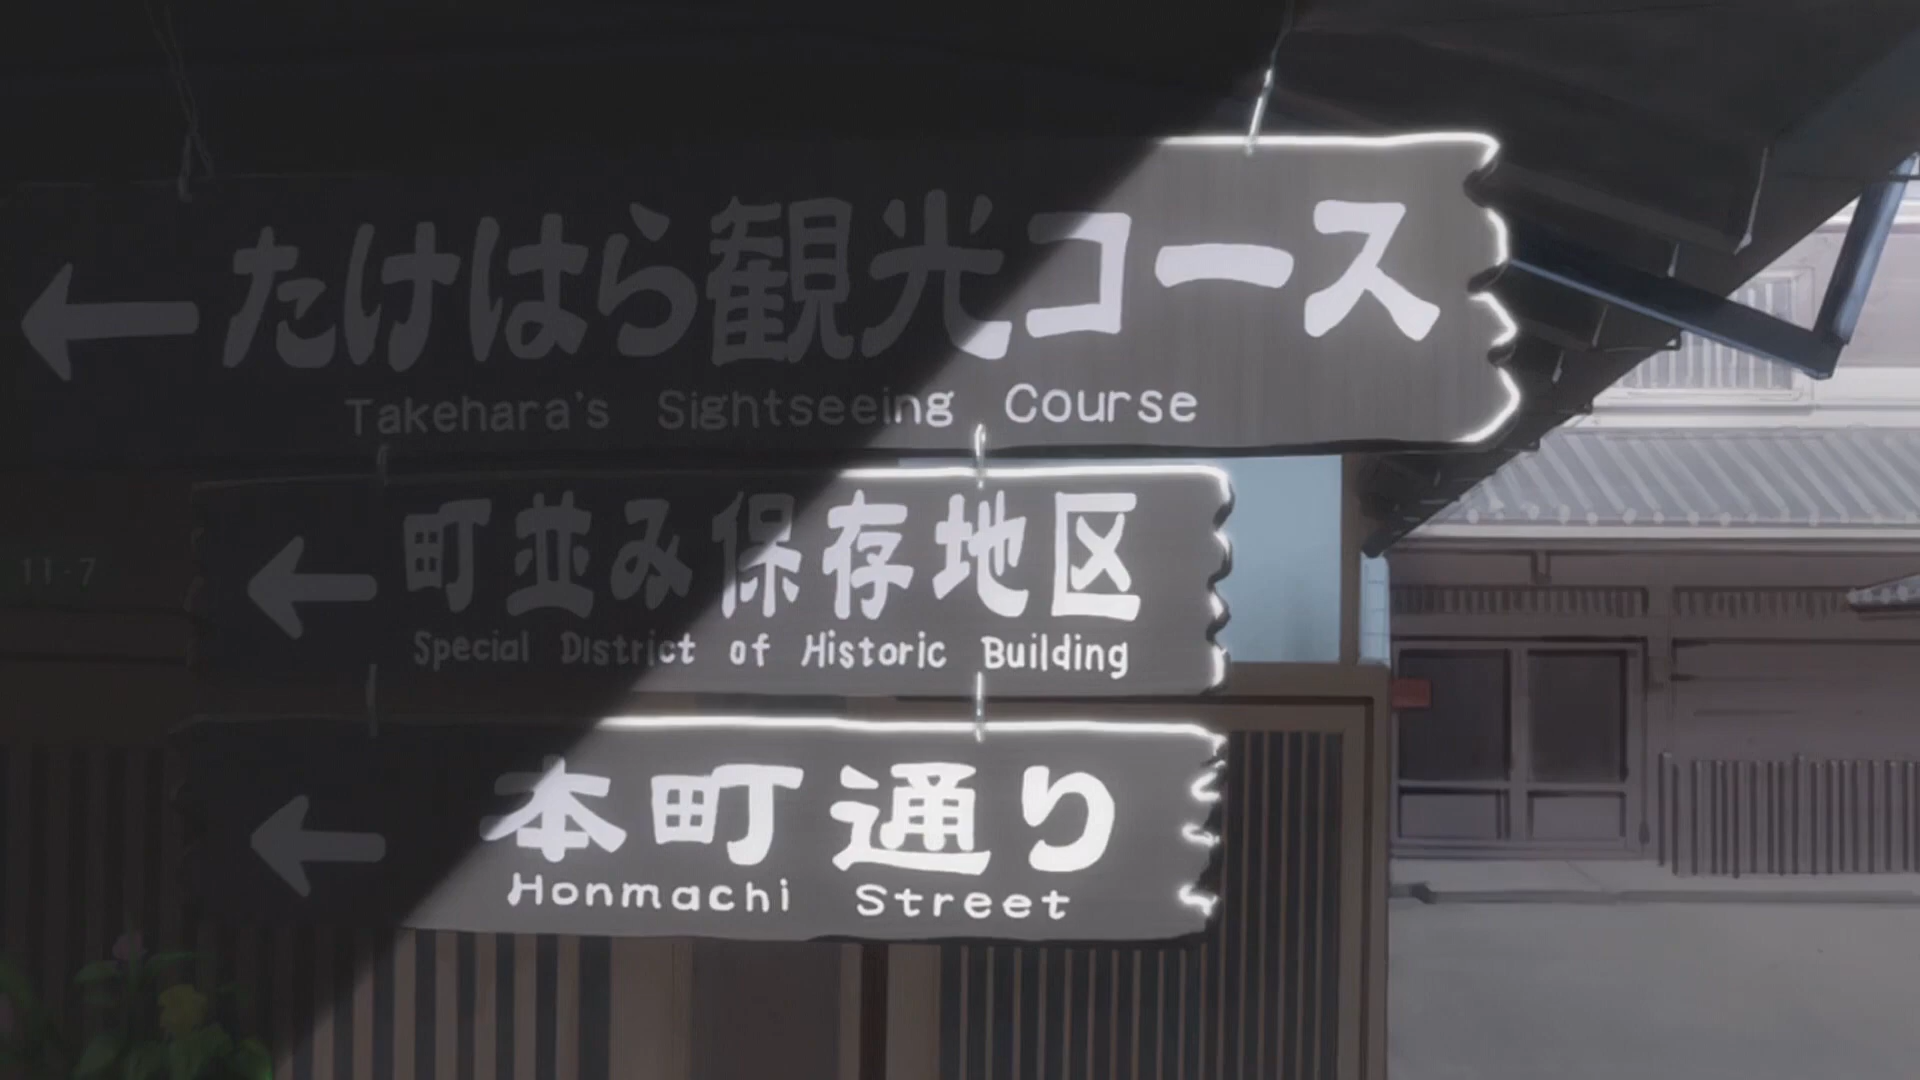 たけはら観光コース
Takehara's Sightseeing Course
町並み保存地区
Special District of Historic Building
11-7
本町通り
Honmachi Street